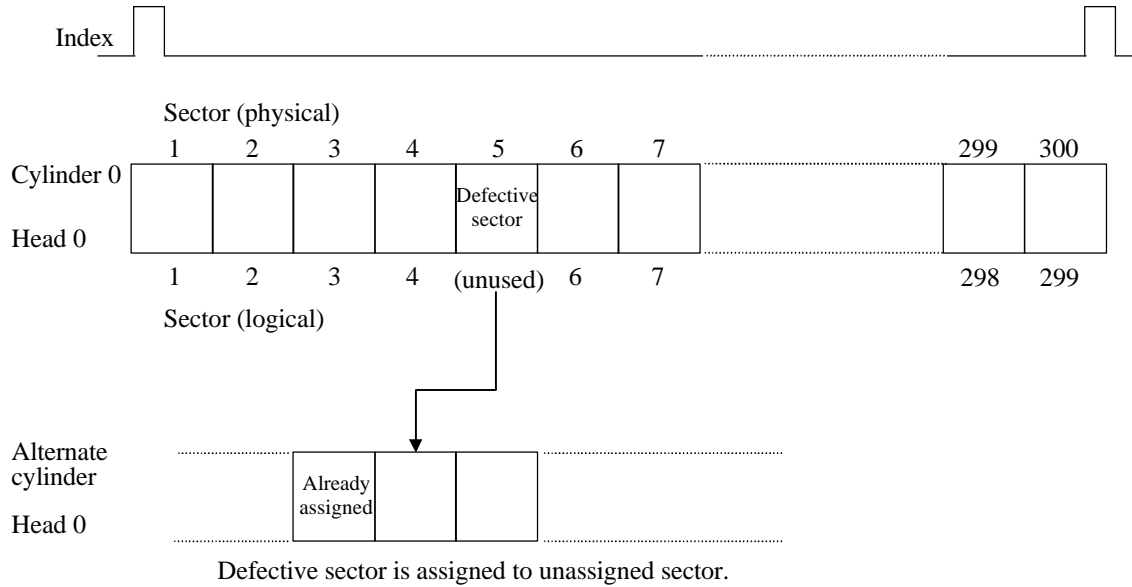 Index
Sector (physical)
1 2 3 4 5 6 7 299 300
Cylinder 0
Defective
sector
Head 0
1 2 3 4 (unused) 6 7 298 299
Sector (logical)
Alternate
cylinder
Already
assigned
Head 0
Defective sector is assigned to unassigned sector.